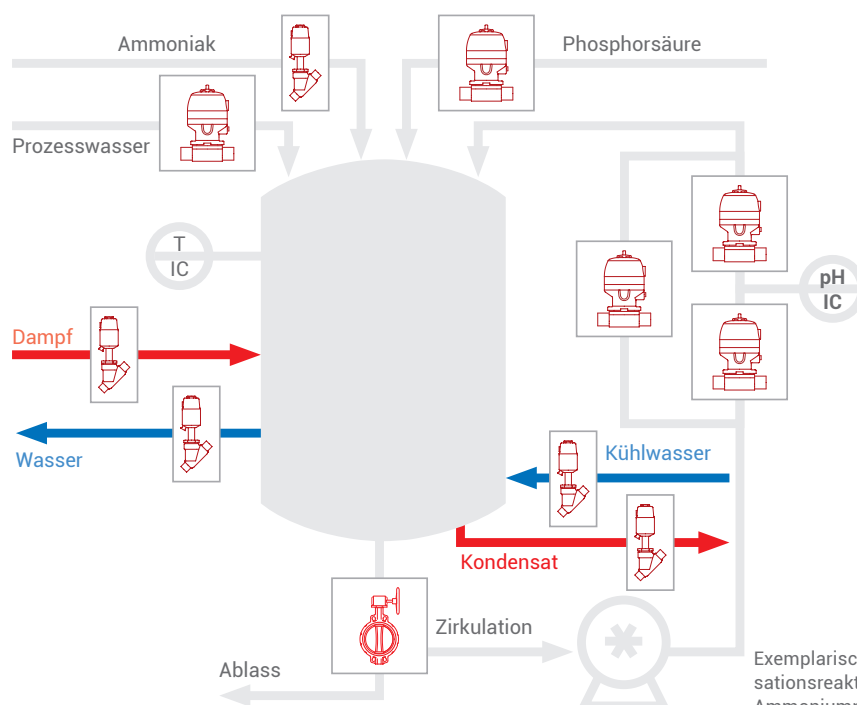 Ammoniak
Phosphorsäure
Prozesswasser
T
IC
pH
IC
Dampf
Wasser
Kühlwasser
Kondensat
Zirkulation
Ablass